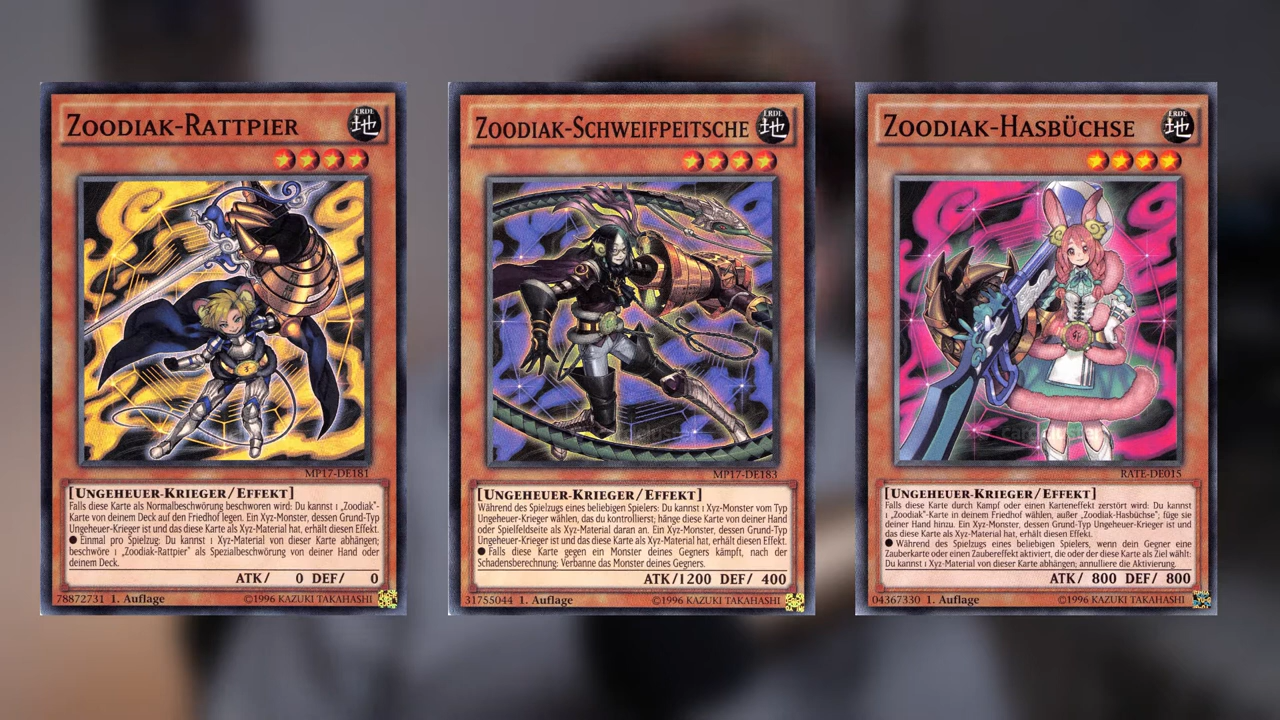 ZOODIAK-RATTPIER
ERDE
地
MP17-DE181
[UNGEHEUER-KRIEGER/EFFEKT]
Falls diese Karte als Normalbeschwörung beschworen wird: Du kannst 1 „Zoodiak“-
Karte von deinem Deck auf den Friedhof legen. Ein Xyz-Monster, dessen Grund-Typ
Ungeheuer-Krieger ist und das diese Karte als Xyz-Material hat, erhält diesen Effekt.
● Einmal pro Spielzug: Du kannst 1 Xyz-Material von dieser Karte abhängen;
beschwöre 1 „Zoodiak-Rattpier“ als Spezialbeschwörung von deiner Hand oder
deinem Deck.
ATK/ 0 DEF/ 0
78872731 1. Auflage
©1996 KAZUKI TAKAHASHI
ZOODIAK-SCHWEIFPEITSCHE
ERDE
地
MP17-DE183
[UNGEHEUER-KRIEGER/EFFEKT]
Während des Spielzugs eines beliebigen Spielers: Du kannst 1 Xyz-Monster vom Typ
Ungeheuer-Krieger wählen, das du kontrollierst; hänge diese Karte von deiner Hand
oder Spielfeldseite als Xyz-Material daran an. Ein Xyz-Monster, dessen Grund-Typ
Ungeheuer-Krieger ist und das diese Karte als Xyz-Material hat, erhält diesen Effekt.
● Falls diese Karte gegen ein Monster deines Gegners kämpft, nach der
Schadensberechnung: Verbanne das Monster deines Gegners.
ATK/1200 DEF/ 400
31755044 1. Auflage
©1996 KAZUKI TAKAHASHI
ZOODIAK-HASBÜCHSE
ERDE
地
RATE-DE015
[UNGEHEUER-KRIEGER/EFFEKT]
Falls diese Karte durch Kampf oder einen Karteneffekt zerstört wird: Du kannst
1 „Zoodiak“-Karte in deinem Friedhof wählen, außer „Zoodiak-Hasbüchse“; füge sie
deiner Hand hinzu. Ein Xyz-Monster, dessen Grund-Typ Ungeheuer-Krieger ist und
das diese Karte als Xyz-Material hat, erhält diesen Effekt.
● Während des Spielzugs eines beliebigen Spielers, wenn dein Gegner eine
Zauberkarte oder einen Zaubereffekt aktiviert, die oder der diese Karte als Ziel wählt:
Du kannst 1 Xyz-Material von dieser Karte abhängen; annulliere die Aktivierung.
ATK/ 800 DEF/ 800
04367330 1. Auflage
©1996 KAZUKI TAKAHASHI